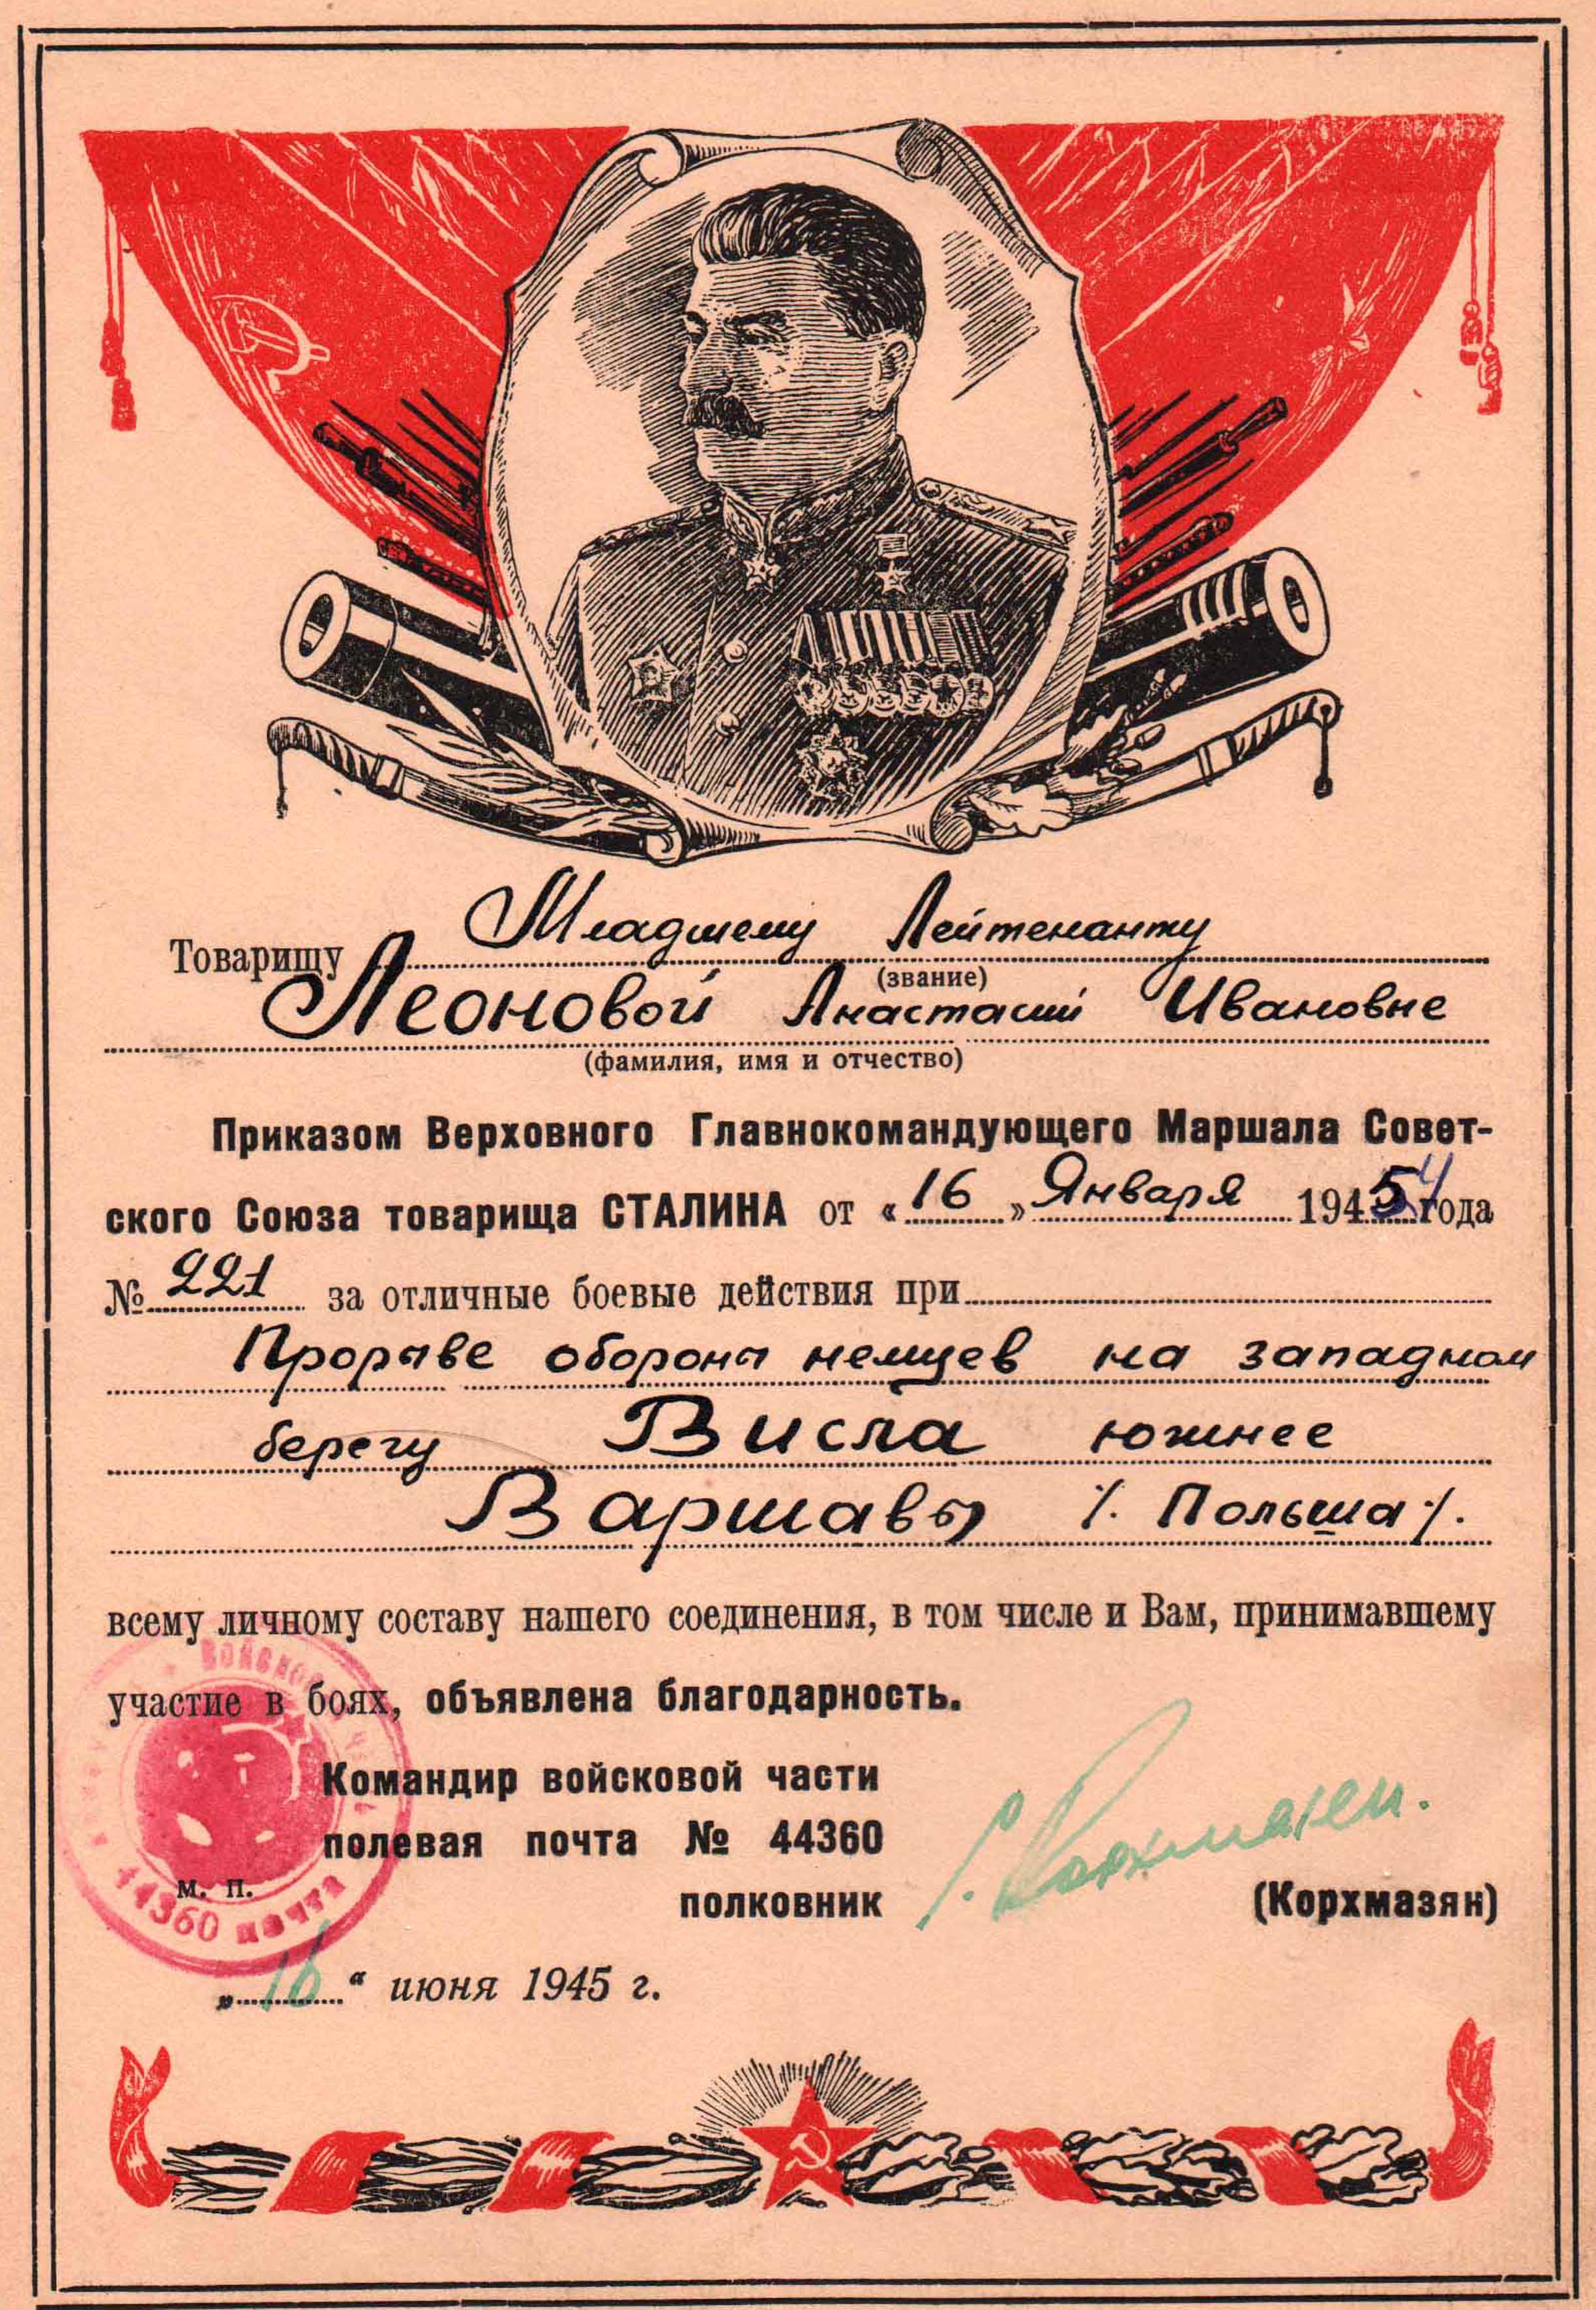 Товарищу Младшему Лейтенанту
(звание)
Леоновой Анастасии Ивановне
(фамилия, имя и отчество)
Приказом Верховного Главнокомандующего Маршала Совет-
ского Союза товарища СТАЛИНА от «16» Января 1945 года
№ 221 за отличные боевые действия при
Прорыве обороны немцев на западном
берегу Висла южнее
Варшавы /. Польша /.
всему личному составу нашего соединения, в том числе и Вам, принимавшему
участие в боях, объявлена благодарность.
Командир войсковой части
полевая почта № 44360
м. п.
44360 почта
полковник (Корхмазян)
„16“ июня 1945 г.